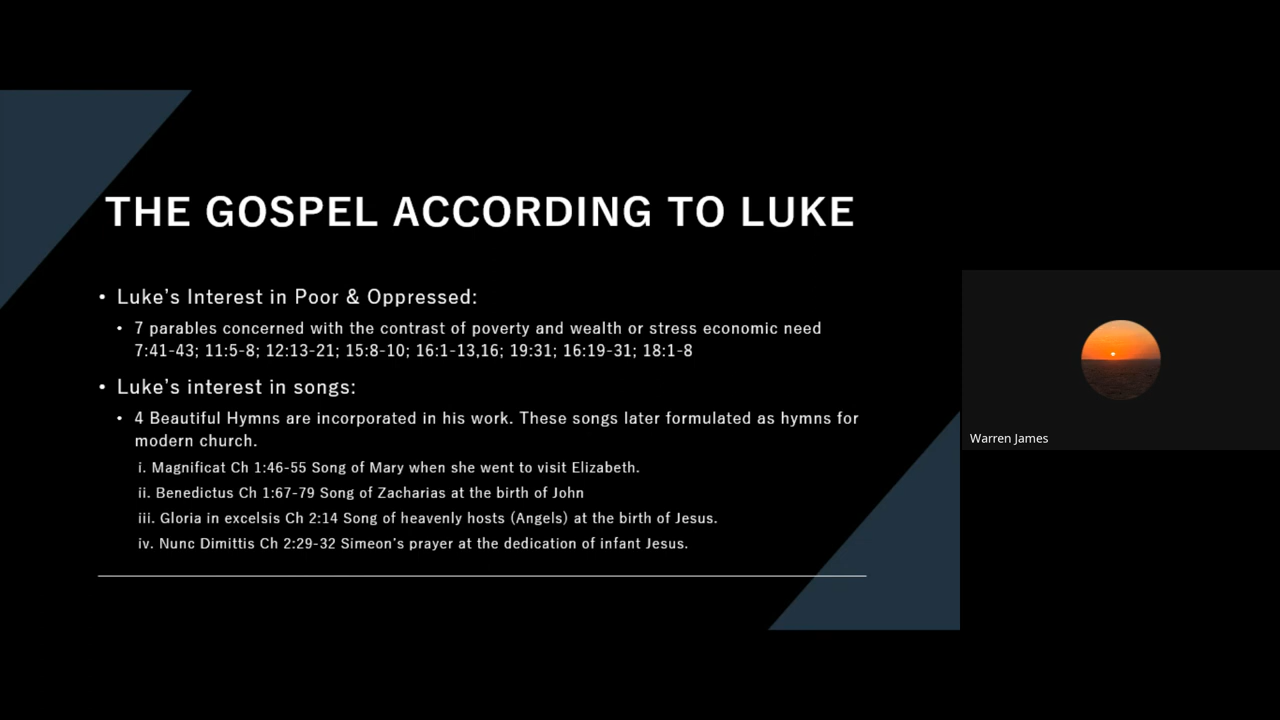 THE GOSPEL ACCORDING TO LUKE
• Luke's Interest in Poor & Oppressed:
• 7 parables concerned with the contrast of poverty and wealth or stress economic need
7:41-43; 11:5-8; 12:13-21; 15:8-10; 16:1-13,16; 19:31; 16:19-31; 18:1-8
• Luke's interest in songs:
• 4 Beautiful Hymns are incorporated in his work. These songs later formulated as hymns for
modern church.
i. Magnificat Ch 1:46-55 Song of Mary when she went to visit Elizabeth.
ii. Benedictus Ch 1:67-79 Song of Zacharias at the birth of John
iii. Gloria in excelsis Ch 2:14 Song of heavenly hosts (Angels) at the birth of Jesus.
iv. Nunc Dimittis Ch 2:29-32 Simeon's prayer at the dedication of infant Jesus.
Warren James